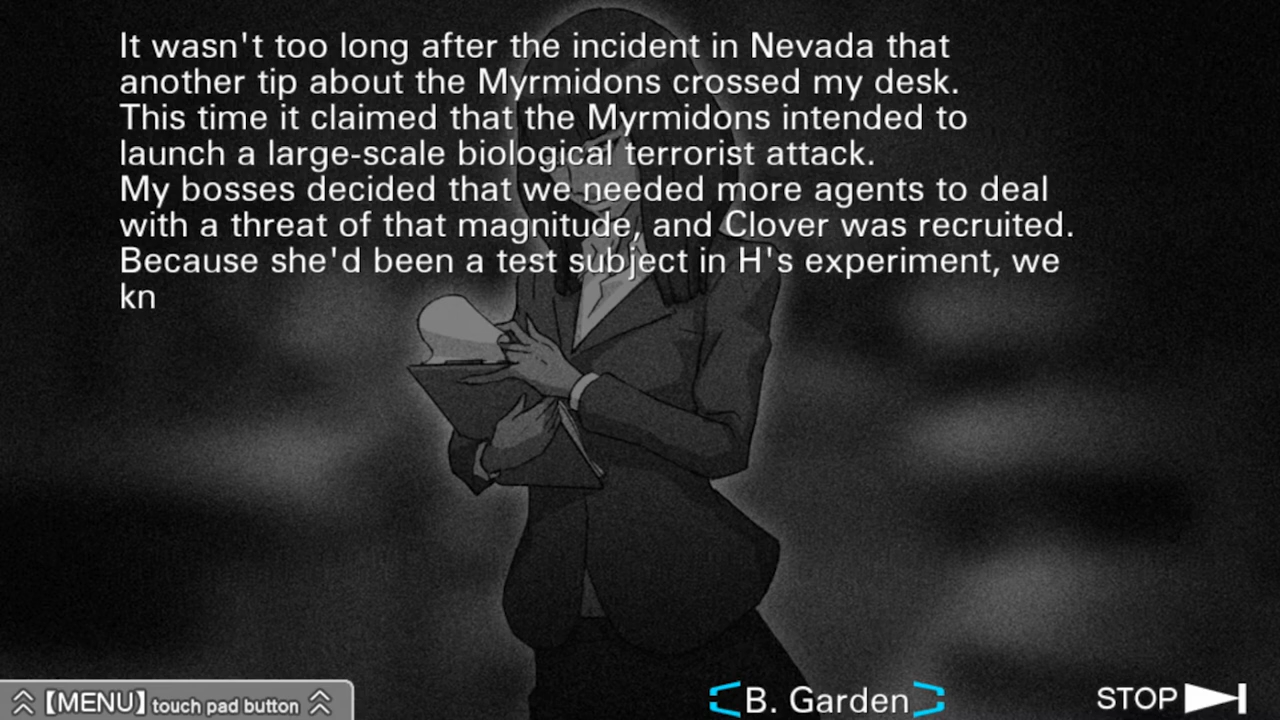 It wasn't too long after the incident in Nevada that
another tip about the Myrmidons crossed my desk.
This time it claimed that the Myrmidons intended to
launch a large-scale biological terrorist attack.
My bosses decided that we needed more agents to deal
with a threat of that magnitude, and Clover was recruited.
Because she'd been a test subject in H's experiment, we
kn
【MENU】touch pad button
B. Garden
STOP